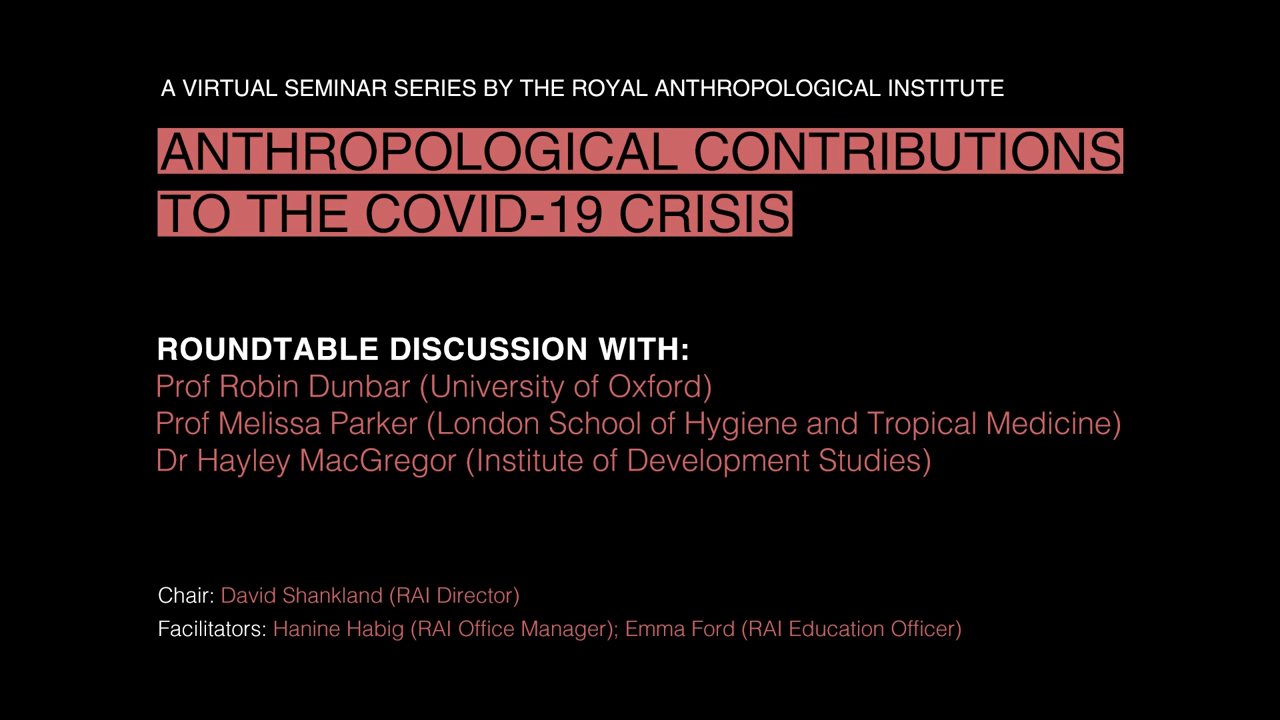 A VIRTUAL SEMINAR SERIES BY THE ROYAL ANTHROPOLOGICAL INSTITUTE
ANTHROPOLOGICAL CONTRIBUTIONS
TO THE COVID-19 CRISIS
ROUNDTABLE DISCUSSION WITH:
Prof Robin Dunbar (University of Oxford)
Prof Melissa Parker (London School of Hygiene and Tropical Medicine)
Dr Hayley MacGregor (Institute of Development Studies)
Chair: David Shankland (RAI Director)
Facilitators: Hanine Habig (RAI Office Manager); Emma Ford (RAI Education Officer)